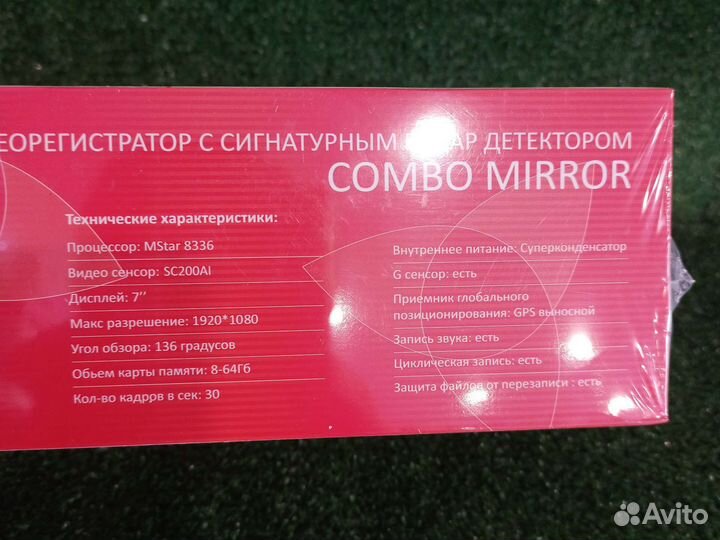 ЕОРЕГИСТРАТОР С СИГНАТУРНЫМ ДЕТЕКТОРОМ
COMBO MIRROR
Технические характеристики:
Процессор: MStar 8336
Видео сенсор: SC200AI
Дисплей: 7’’
Макс разрешение: 1920*1080
Угол обзора: 136 градусов
Обьем карты памяти: 8-64Гб
Кол-во кадров в сек: 30
Внутреннее питание: Суперконденсатор
G сенсор: есть
Приемник глобального
позиционирования: GPS выносной
Запись звука: есть
Циклическая запись: есть
Защита файлов от перезаписи : есть
Avito